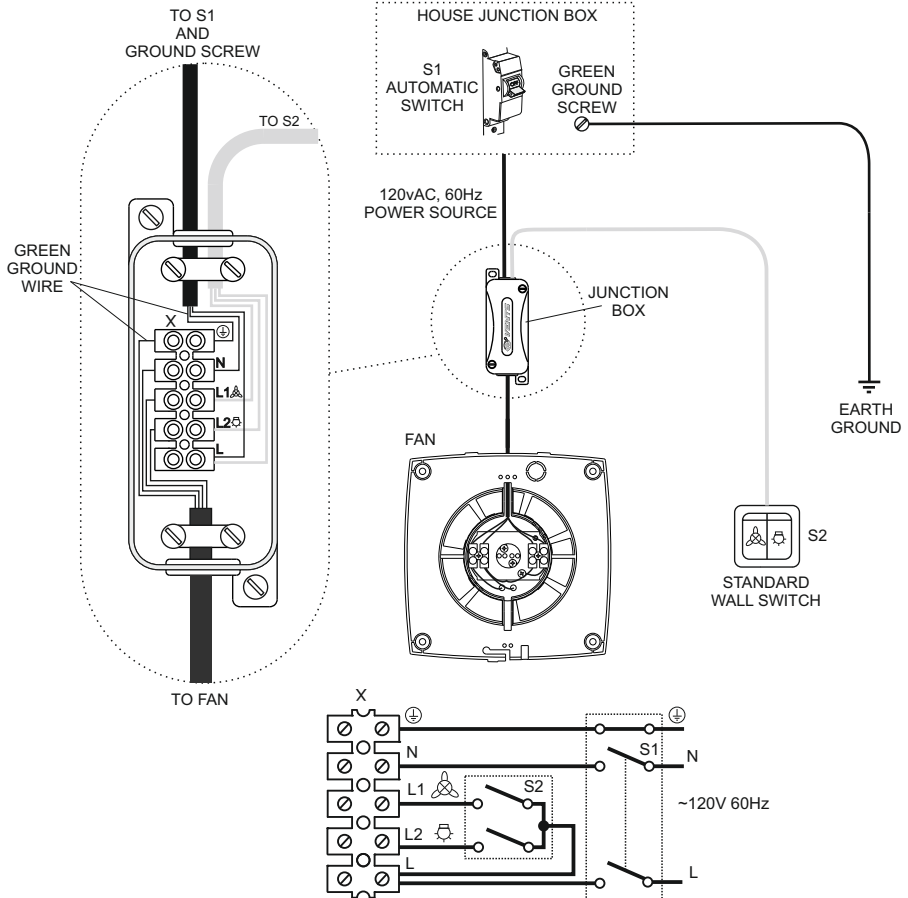 TO S1
AND
GROUND SCREW
TO S2
GREEN
GROUND
WIRE
X
N
L1
L2
L
TO FAN
HOUSE JUNCTION BOX
S1
AUTOMATIC
SWITCH
GREEN
GROUND
SCREW
120vAC, 60Hz
POWER SOURCE
VENTS
JUNCTION
BOX
EARTH
GROUND
FAN
S2
STANDARD
WALL SWITCH
X
N
S1
N
L1
S2
~120V 60Hz
L2
L
L